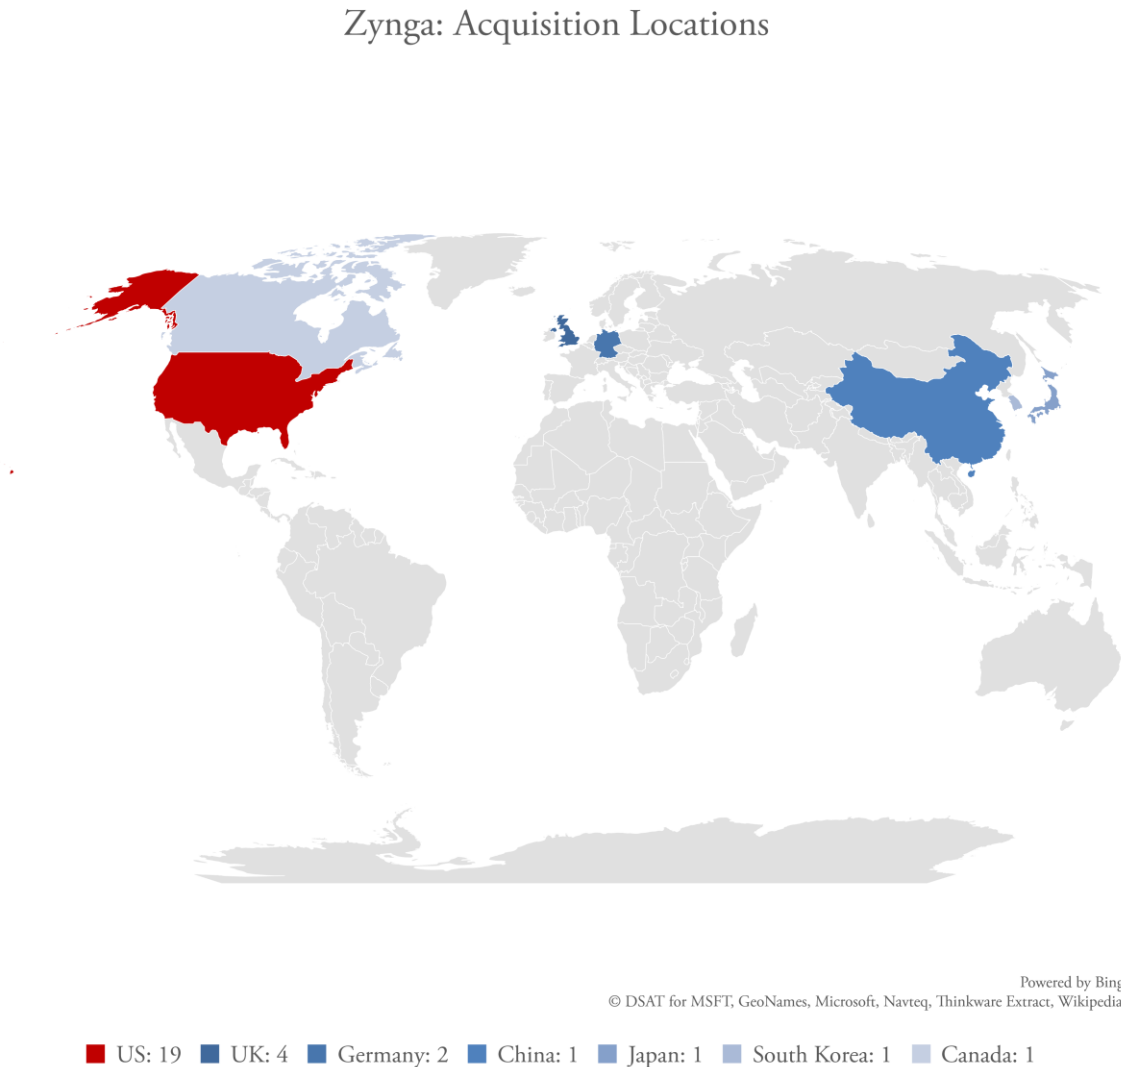 Zynga: Acquisition Locations
Powered by Bing
© DSAT for MSFT, GeoNames, Microsoft, Navteq, Thinkware Extract, Wikipedia
US: 19 UK: 4 Germany: 2 China: 1 Japan: 1 South Korea: 1 Canada: 1